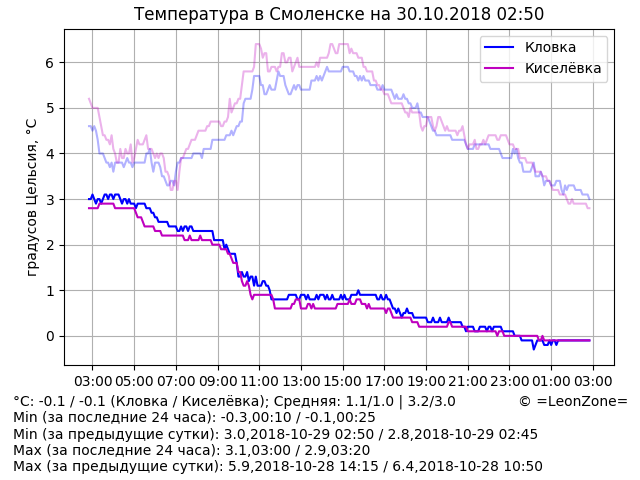 Температура в Смоленске на 30.10.2018 02:50
Кловка
Киселёвка
градусов Цельсия, °C
6
5
4
3
2
1
0
03:00 05:00 07:00 09:00 11:00 13:00 15:00 17:00 19:00 21:00 23:00 01:00 03:00
°C: -0.1 / -0.1 (Кловка / Киселёвка); Средняя: 1.1/1.0 | 3.2/3.0 © =LeonZone=
Min (за последние 24 часа): -0.3,00:10 / -0.1,00:25
Min (за предыдущие сутки): 3.0,2018-10-29 02:50 / 2.8,2018-10-29 02:45
Max (за последние 24 часа): 3.1,03:00 / 2.9,03:20
Max (за предыдущие сутки): 5.9,2018-10-28 14:15 / 6.4,2018-10-28 10:50